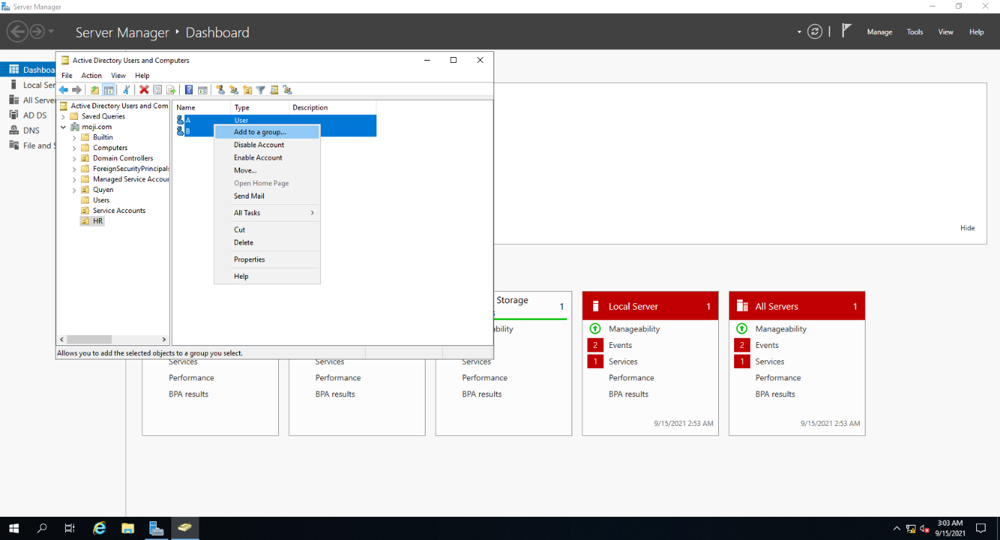 Server Manager
Server Manager ‣ Dashboard
Manage Tools View Help
Dashboa
Local Ser
All Serve
AD DS
DNS
File and S
Active Directory Users and Computers
File Action View Help
Active Directory Users and Com
Saved Queries
moji.com
Builtin
Computers
Domain Controllers
ForeignSecurityPrincipals
Managed Service Accour
Quyen
Users
Service Accounts
HR
Name Type Description
A User
B
Add to a group...
Disable Account
Enable Account
Move...
Open Home Page
Send Mail
All Tasks
Cut
Delete
Properties
Help
Allows you to add the selected objects to a group you select.
Hide
Services
Performance
BPA results
Services
Performance
BPA results
Storage 1
ability
Services
Performance
BPA results
Local Server 1
Manageability
2 Events
1 Services
Performance
BPA results
9/15/2021 2:53 AM
All Servers 1
Manageability
2 Events
1 Services
Performance
BPA results
9/15/2021 2:53 AM
3:03 AM
9/15/2021